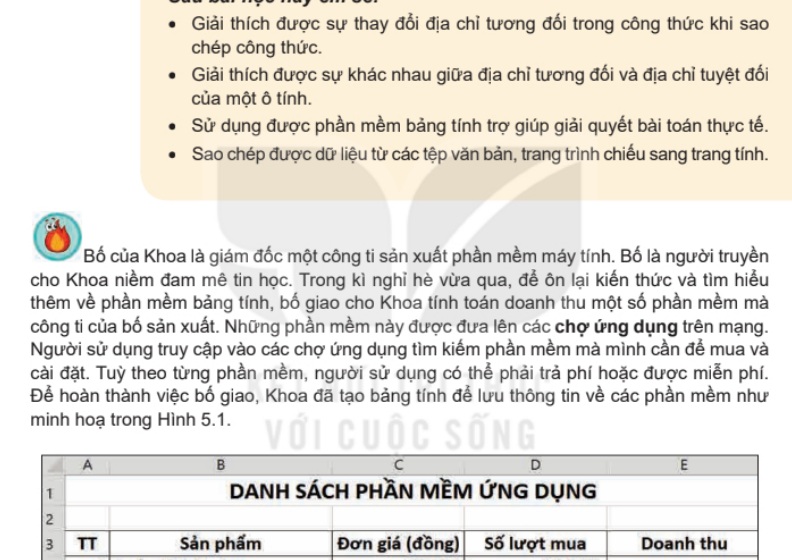 Sau bài học này em sẽ:
• Giải thích được sự thay đổi địa chỉ tương đối trong công thức khi sao
chép công thức.
• Giải thích được sự khác nhau giữa địa chỉ tương đối và địa chỉ tuyệt đối
của một ô tính.
• Sử dụng được phần mềm bảng tính trợ giúp giải quyết bài toán thực tế.
• Sao chép được dữ liệu từ các tệp văn bản, trang trình chiếu sang trang tính.
Bố của Khoa là giám đốc một công ti sản xuất phần mềm máy tính. Bố là người truyền
cho Khoa niềm đam mê tin học. Trong kì nghỉ hè vừa qua, để ôn lại kiến thức và tìm hiểu
thêm về phần mềm bảng tính, bố giao cho Khoa tính toán doanh thu một số phần mềm mà
công ti của bố sản xuất. Những phần mềm này được đưa lên các chợ ứng dụng trên mạng.
Người sử dụng truy cập vào các chợ ứng dụng tìm kiếm phần mềm mà mình cần để mua và
cài đặt. Tuỳ theo từng phần mềm, người sử dụng có thể phải trả phí hoặc được miễn phí.
Để hoàn thành việc bố giao, Khoa đã tạo bảng tính để lưu thông tin về các phần mềm như
minh hoạ trong Hình 5.1.
KẾT NỐI TRI THỨC
VỚI CUỘC SỐNG
A B C D E
1 DANH SÁCH PHẦN MỀM ỨNG DỤNG
2
3 TT Sản phẩm Đơn giá (đồng) Số lượt mua Doanh thu